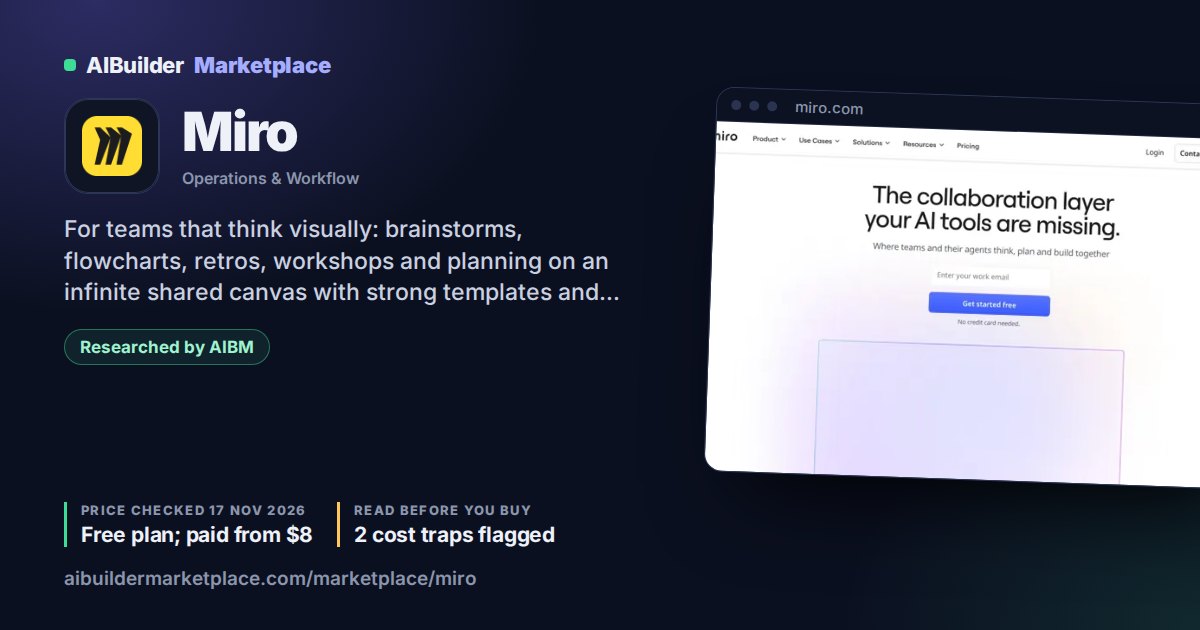 AIBuilder Marketplace
Miro
Operations & Workflow
For teams that think visually: brainstorms,
flowcharts, retros, workshops and planning on an
infinite shared canvas with strong templates and...
Researched by AIBM
PRICE CHECKED 17 NOV 2026
Free plan; paid from $8
READ BEFORE YOU BUY
2 cost traps flagged
aibuildermarketplace.com/marketplace/miro
miro.com
miro Product Use Cases Solutions Resources Pricing Login
The collaboration layer
your AI tools are missing.
Where teams and their agents think, plan and build together
Enter your work email
Get started free
No credit card needed.